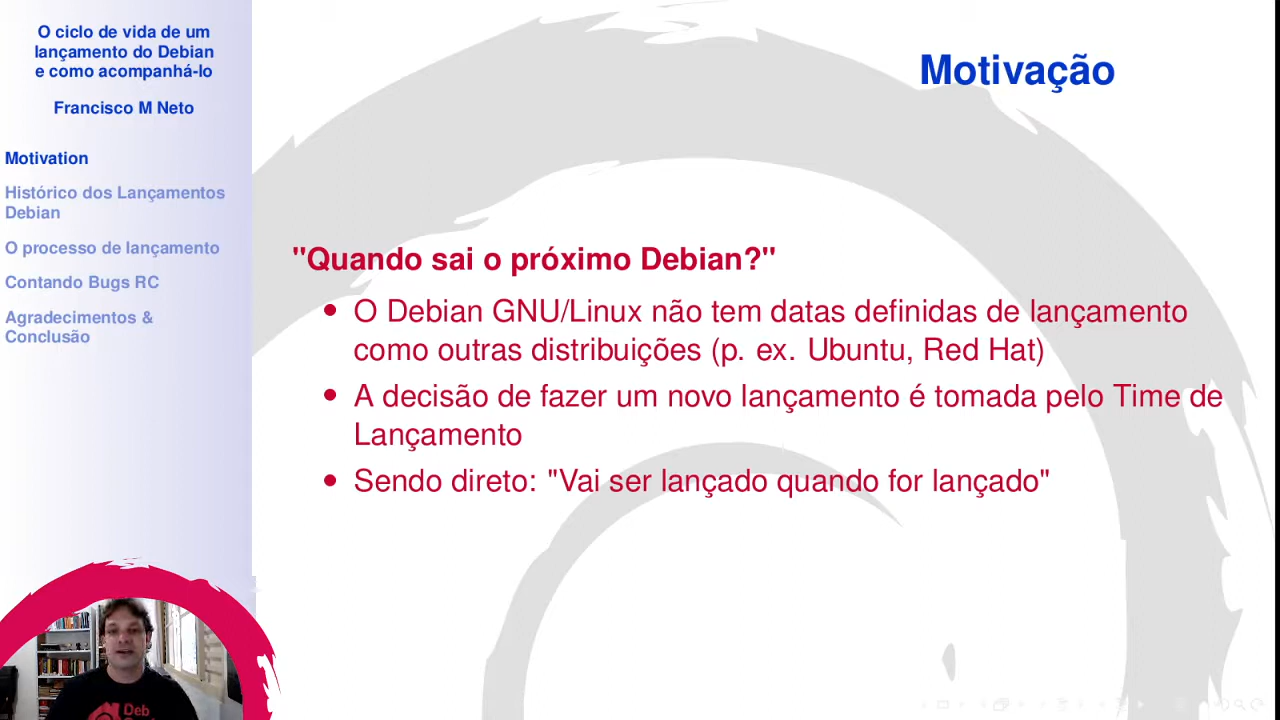 O ciclo de vida de um
lançamento do Debian
e como acompanhá-lo
Francisco M Neto
Motivation
Histórico dos Lançamentos
Debian
O processo de lançamento
Contando Bugs RC
Agradecimentos &
Conclusão
Motivação
"Quando sai o próximo Debian?"
• O Debian GNU/Linux não tem datas definidas de lançamento
como outras distribuições (p. ex. Ubuntu, Red Hat)
• A decisão de fazer um novo lançamento é tomada pelo Time de
Lançamento
• Sendo direto: "Vai ser lançado quando for lançado"
Deb